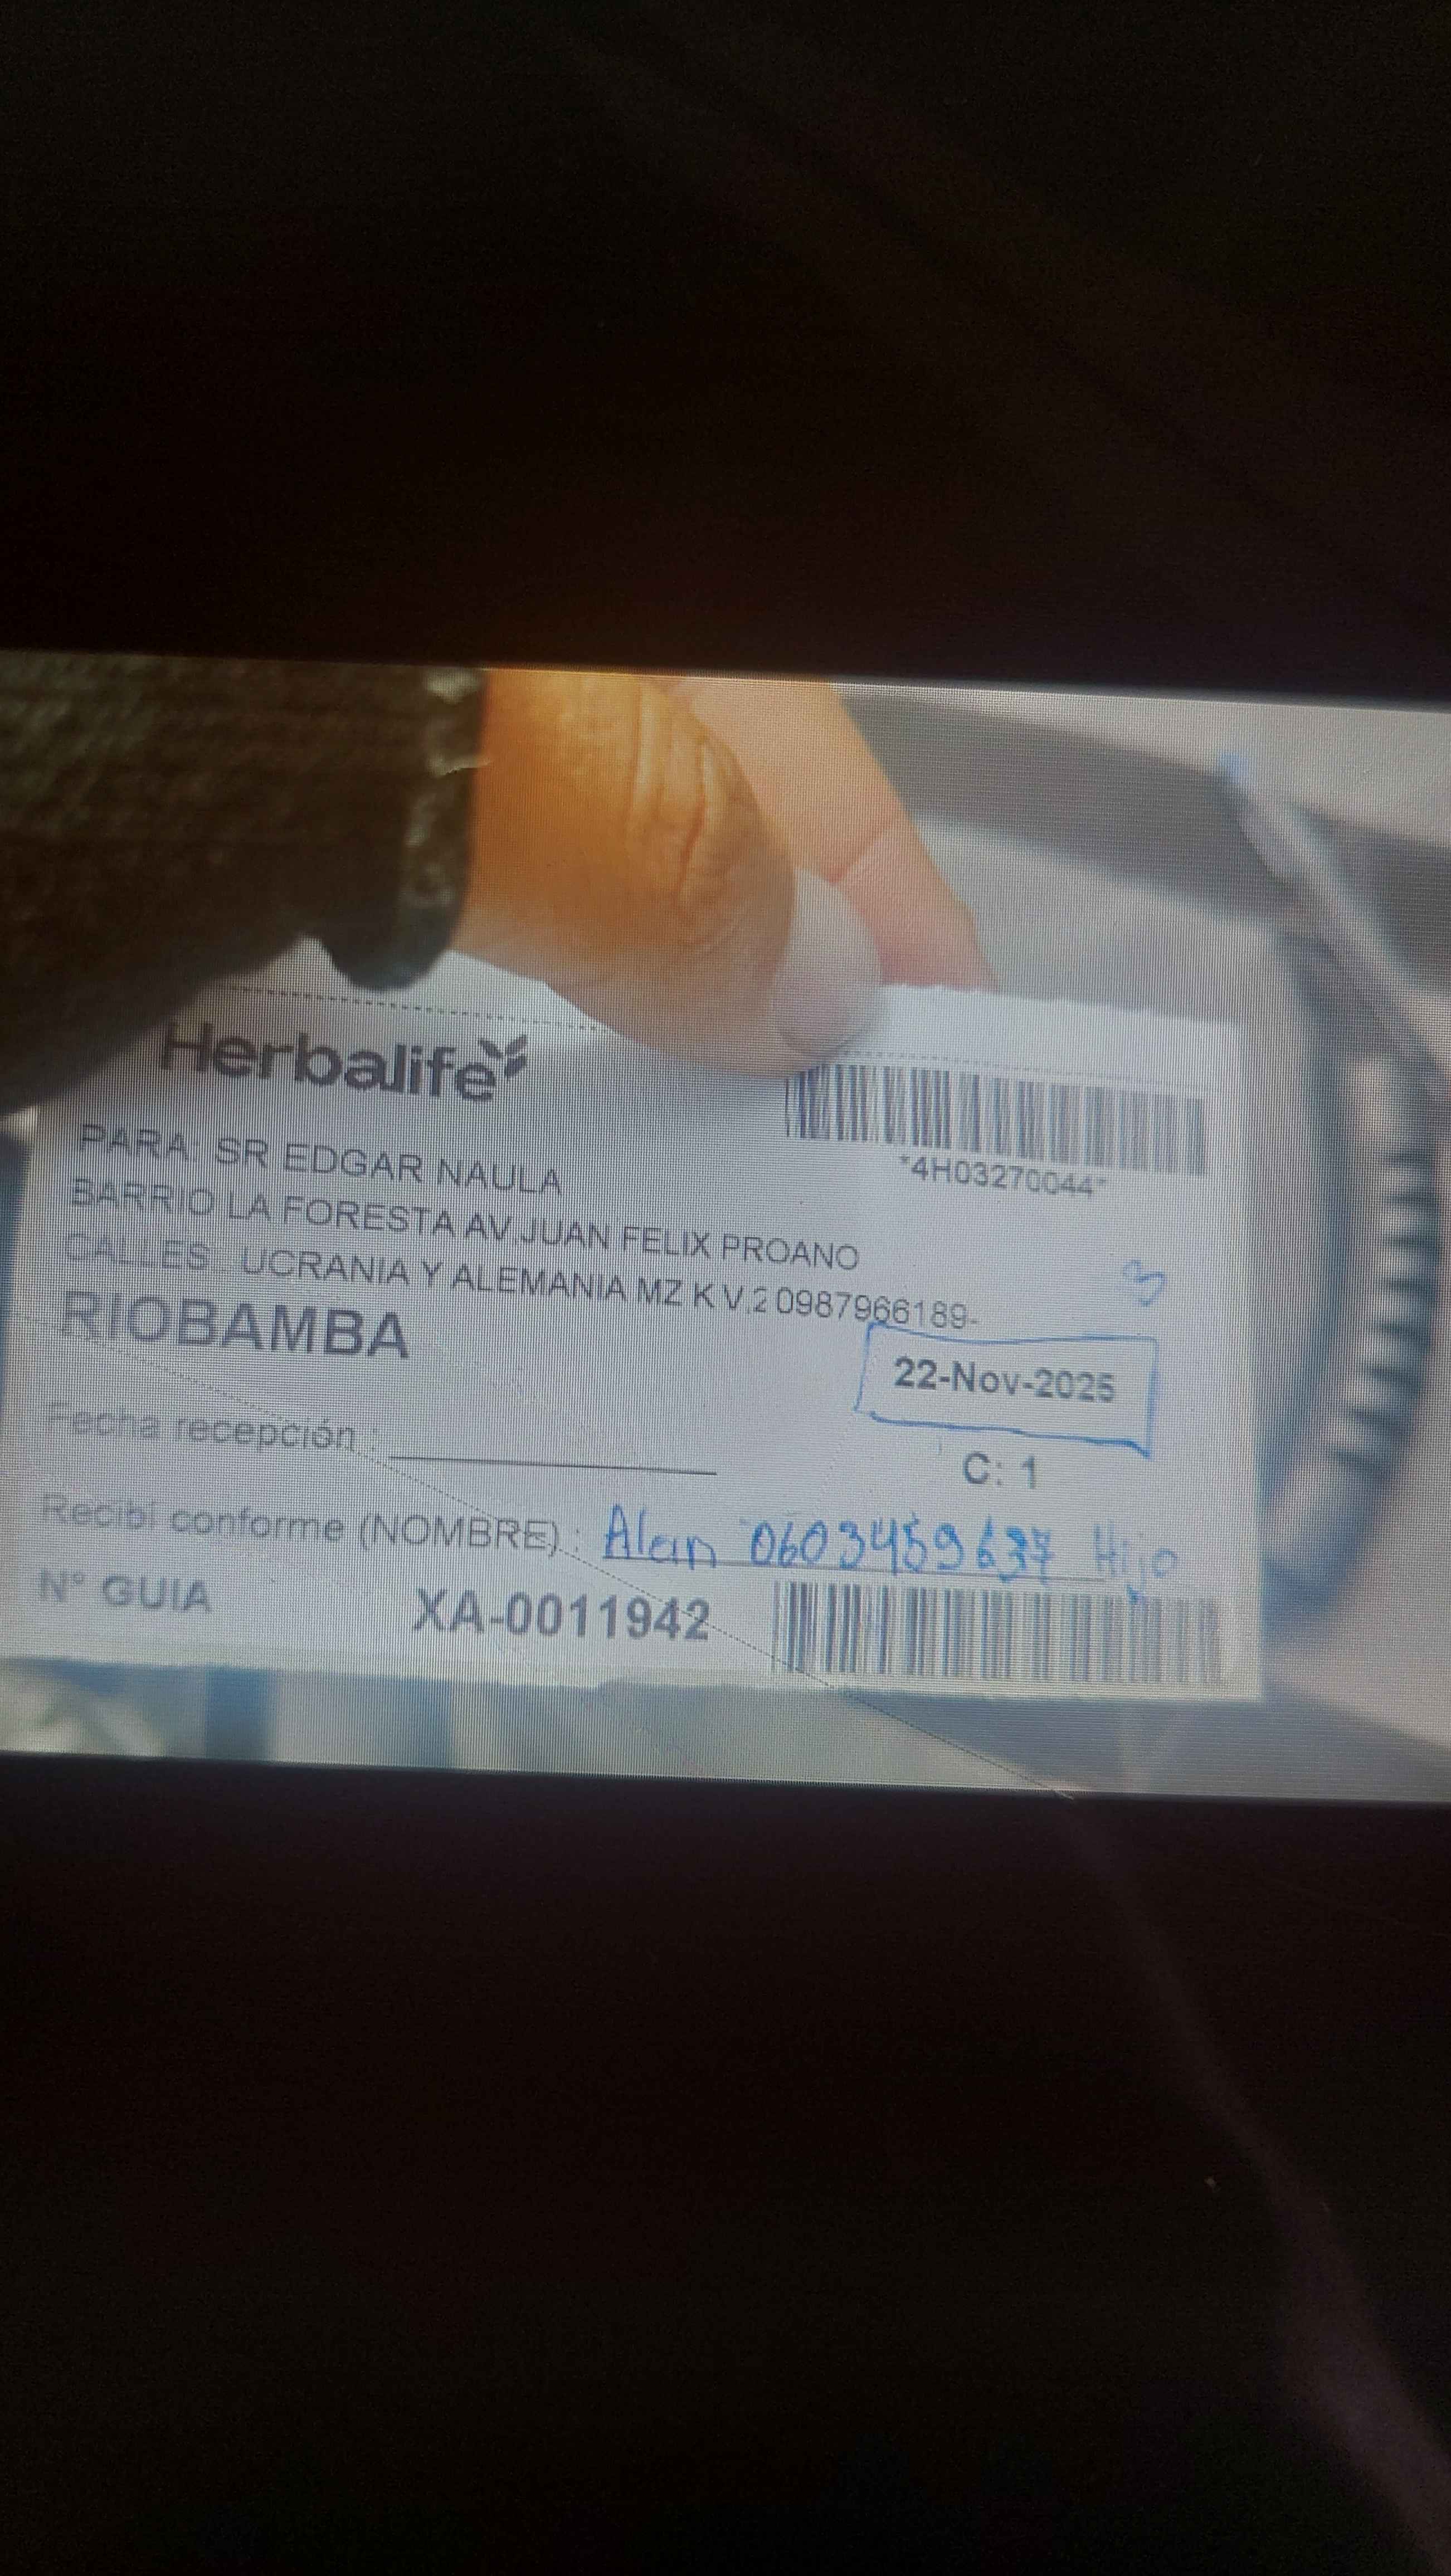 Herbalife
*4H03270044*
PARA: SR EDGAR NAULA
BARRIO LA FORESTA AV.JUAN FELIX PROANO
CALLES: UCRANIA Y ALEMANIA MZ K V.2 0987966189-
RIOBAMBA
3
22-Nov-2025
Fecha recepción :
C: 1
Recibí conforme (NOMBRE) : Alan 0603459637 Hijo
N° GUIA XA-0011942